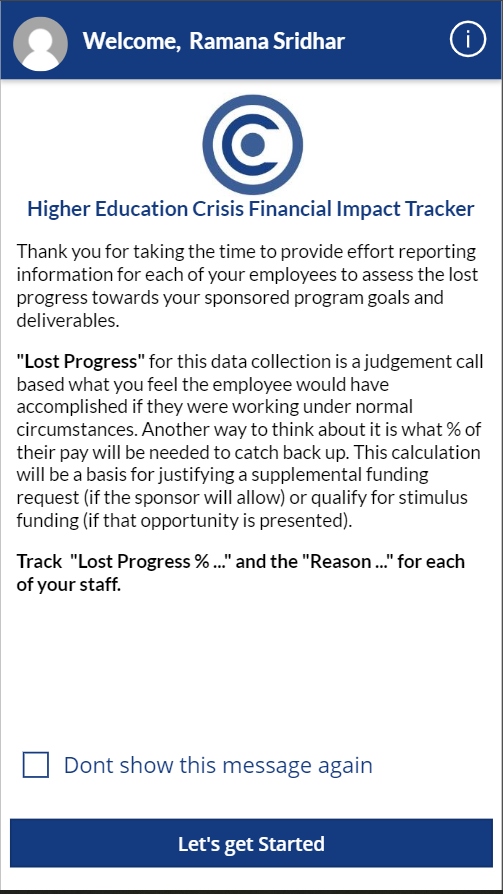 Welcome,  Ramana Sridhar
i
Higher Education Crisis Financial Impact Tracker
Thank you for taking the time to provide effort reporting
information for each of your employees to assess the lost
progress towards your sponsored program goals and
deliverables.
"Lost Progress" for this data collection is a judgement call
based what you feel the employee would have
accomplished if they were working under normal
circumstances. Another way to think about it is what % of
their pay will be needed to catch back up. This calculation
will be a basis for justifying a supplemental funding
request (if the sponsor will allow) or qualify for stimulus
funding (if that opportunity is presented).
Track  "Lost Progress % ..." and the "Reason ..." for each
of your staff.
Dont show this message again
Let's get Started